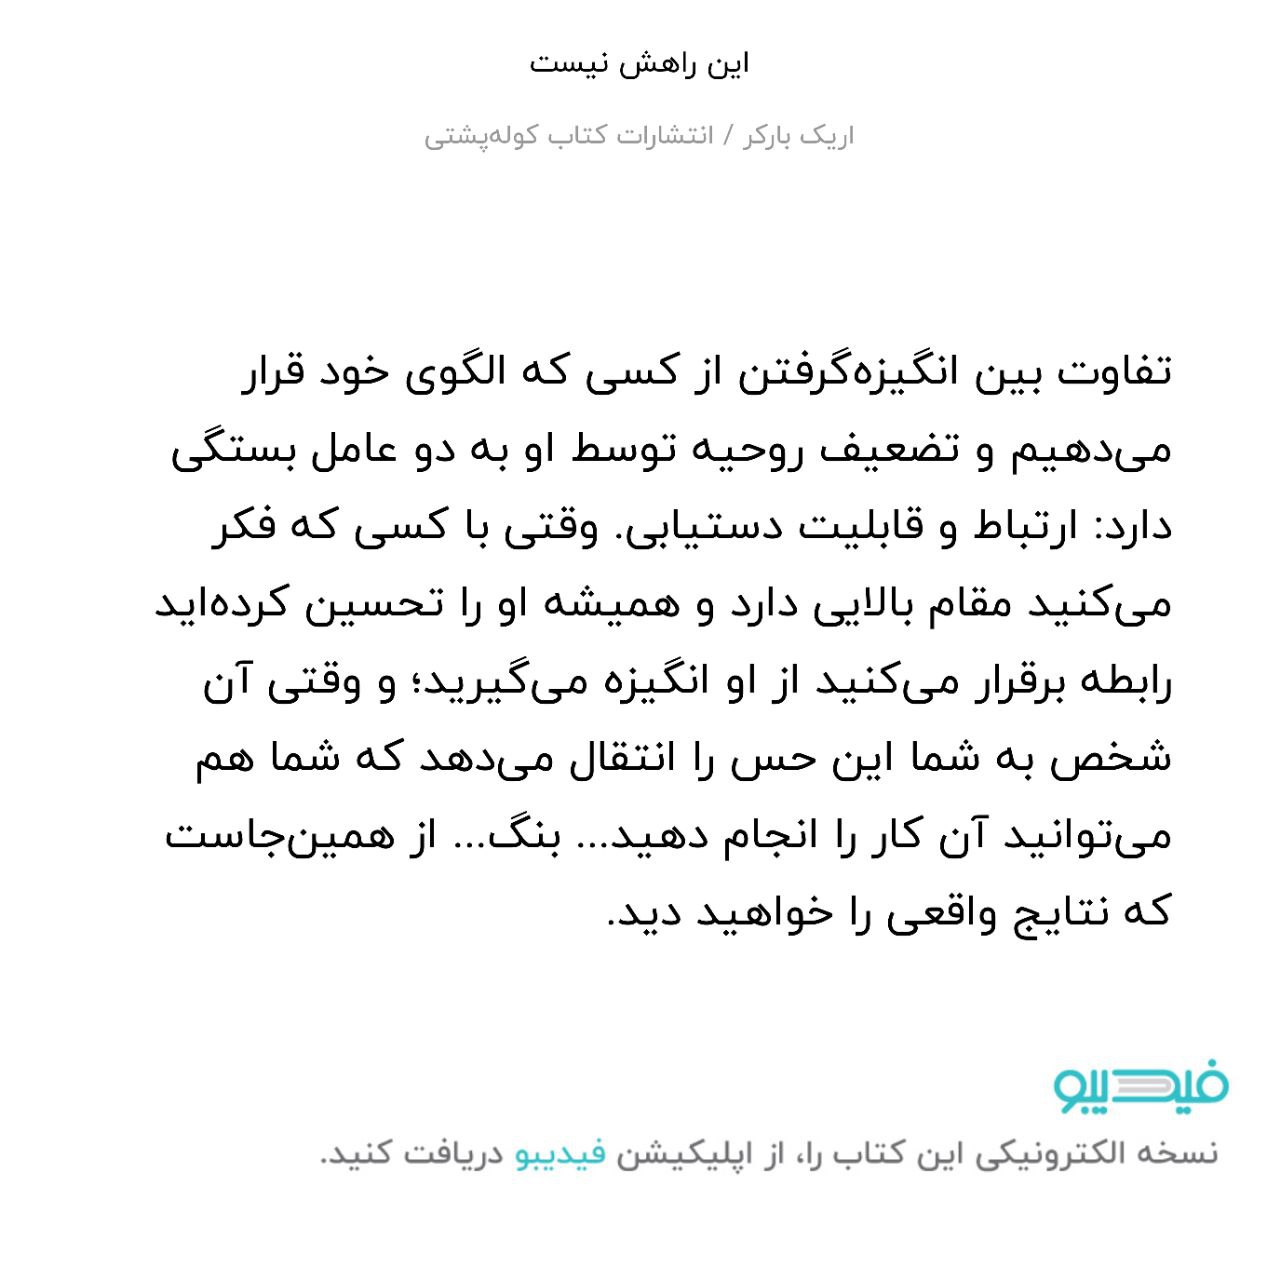 این راهش نیست
اریک بارکر / انتشارات کتاب کوله‌پشتی
تفاوت بین انگیزه‌گرفتن از کسی که الگوی خود قرار
می‌دهیم و تضعیف روحیه توسط او به دو عامل بستگی
دارد: ارتباط و قابلیت دستیابی. وقتی با کسی که فکر
می‌کنید مقام بالایی دارد و همیشه او را تحسین کرده‌اید
رابطه برقرار می‌کنید از او انگیزه می‌گیرید؛ و وقتی آن
شخص به شما این حس را انتقال می‌دهد که شما هم
می‌توانید آن کار را انجام دهید... بنگ... از همین‌جاست
که نتایج واقعی را خواهید دید.
فیدیبو
نسخه الکترونیکی این کتاب را، از اپلیکیشن فیدیبو دریافت کنید.